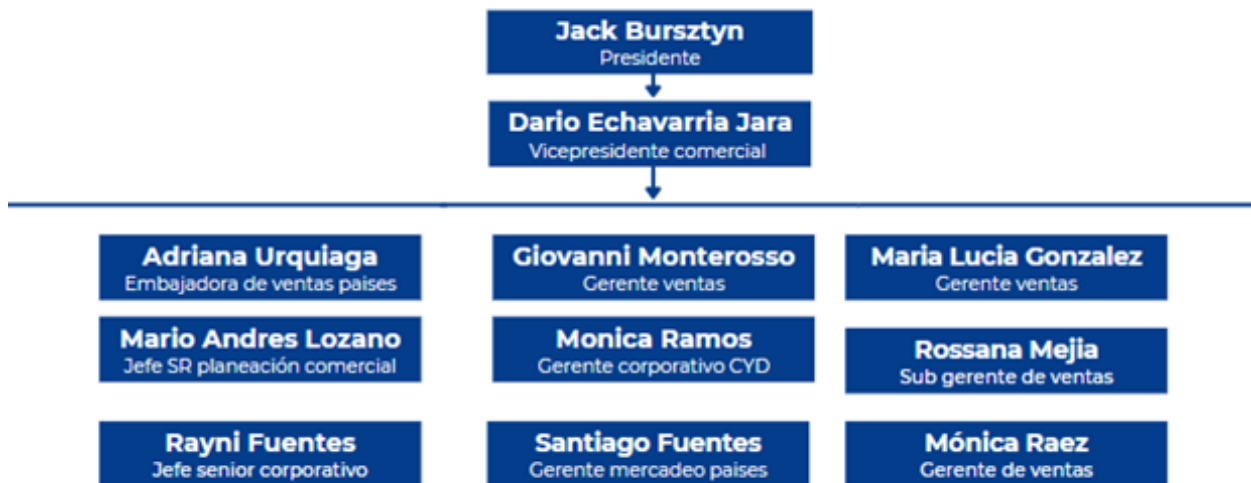 Jack Bursztyn
Presidente
Dario Echavarria Jara
Vicepresidente comercial
Adriana Urquiaga
Embajadora de ventas paises
Giovanni Monterosso
Gerente ventas
Maria Lucia Gonzalez
Gerente ventas
Mario Andres Lozano
Jefe SR planeación comercial
Monica Ramos
Gerente corporativo CYD
Rossana Mejia
Sub gerente de ventas
Rayni Fuentes
Jefe senior corporativo
Santiago Fuentes
Gerente mercadeo paises
Mónica Raez
Gerente de ventas